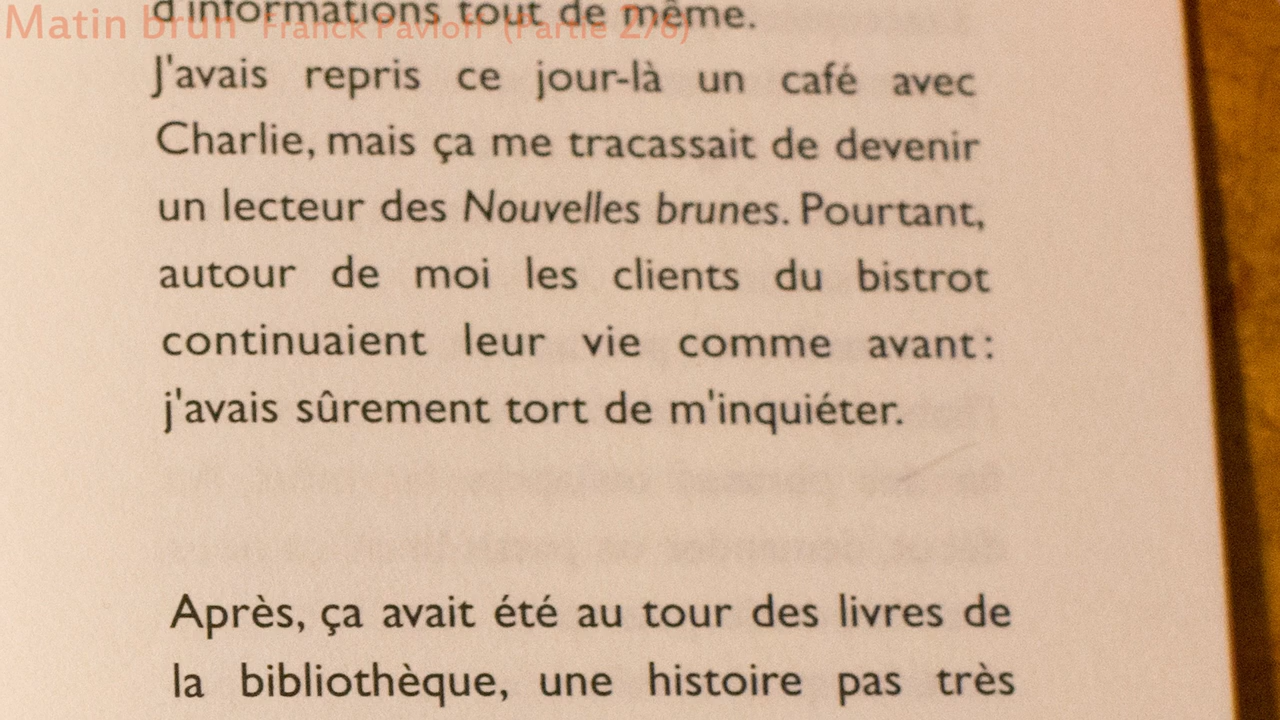 Matin brun Franck Pavloff (Partie 2/6)
d'informations tout de même.
J'avais repris ce jour-là un café avec
Charlie, mais ça me tracassait de devenir
un lecteur des Nouvelles brunes. Pourtant,
autour de moi les clients du bistrot
continuaient leur vie comme avant :
j'avais sûrement tort de m'inquiéter.
Après, ça avait été au tour des livres de
la bibliothèque, une histoire pas très